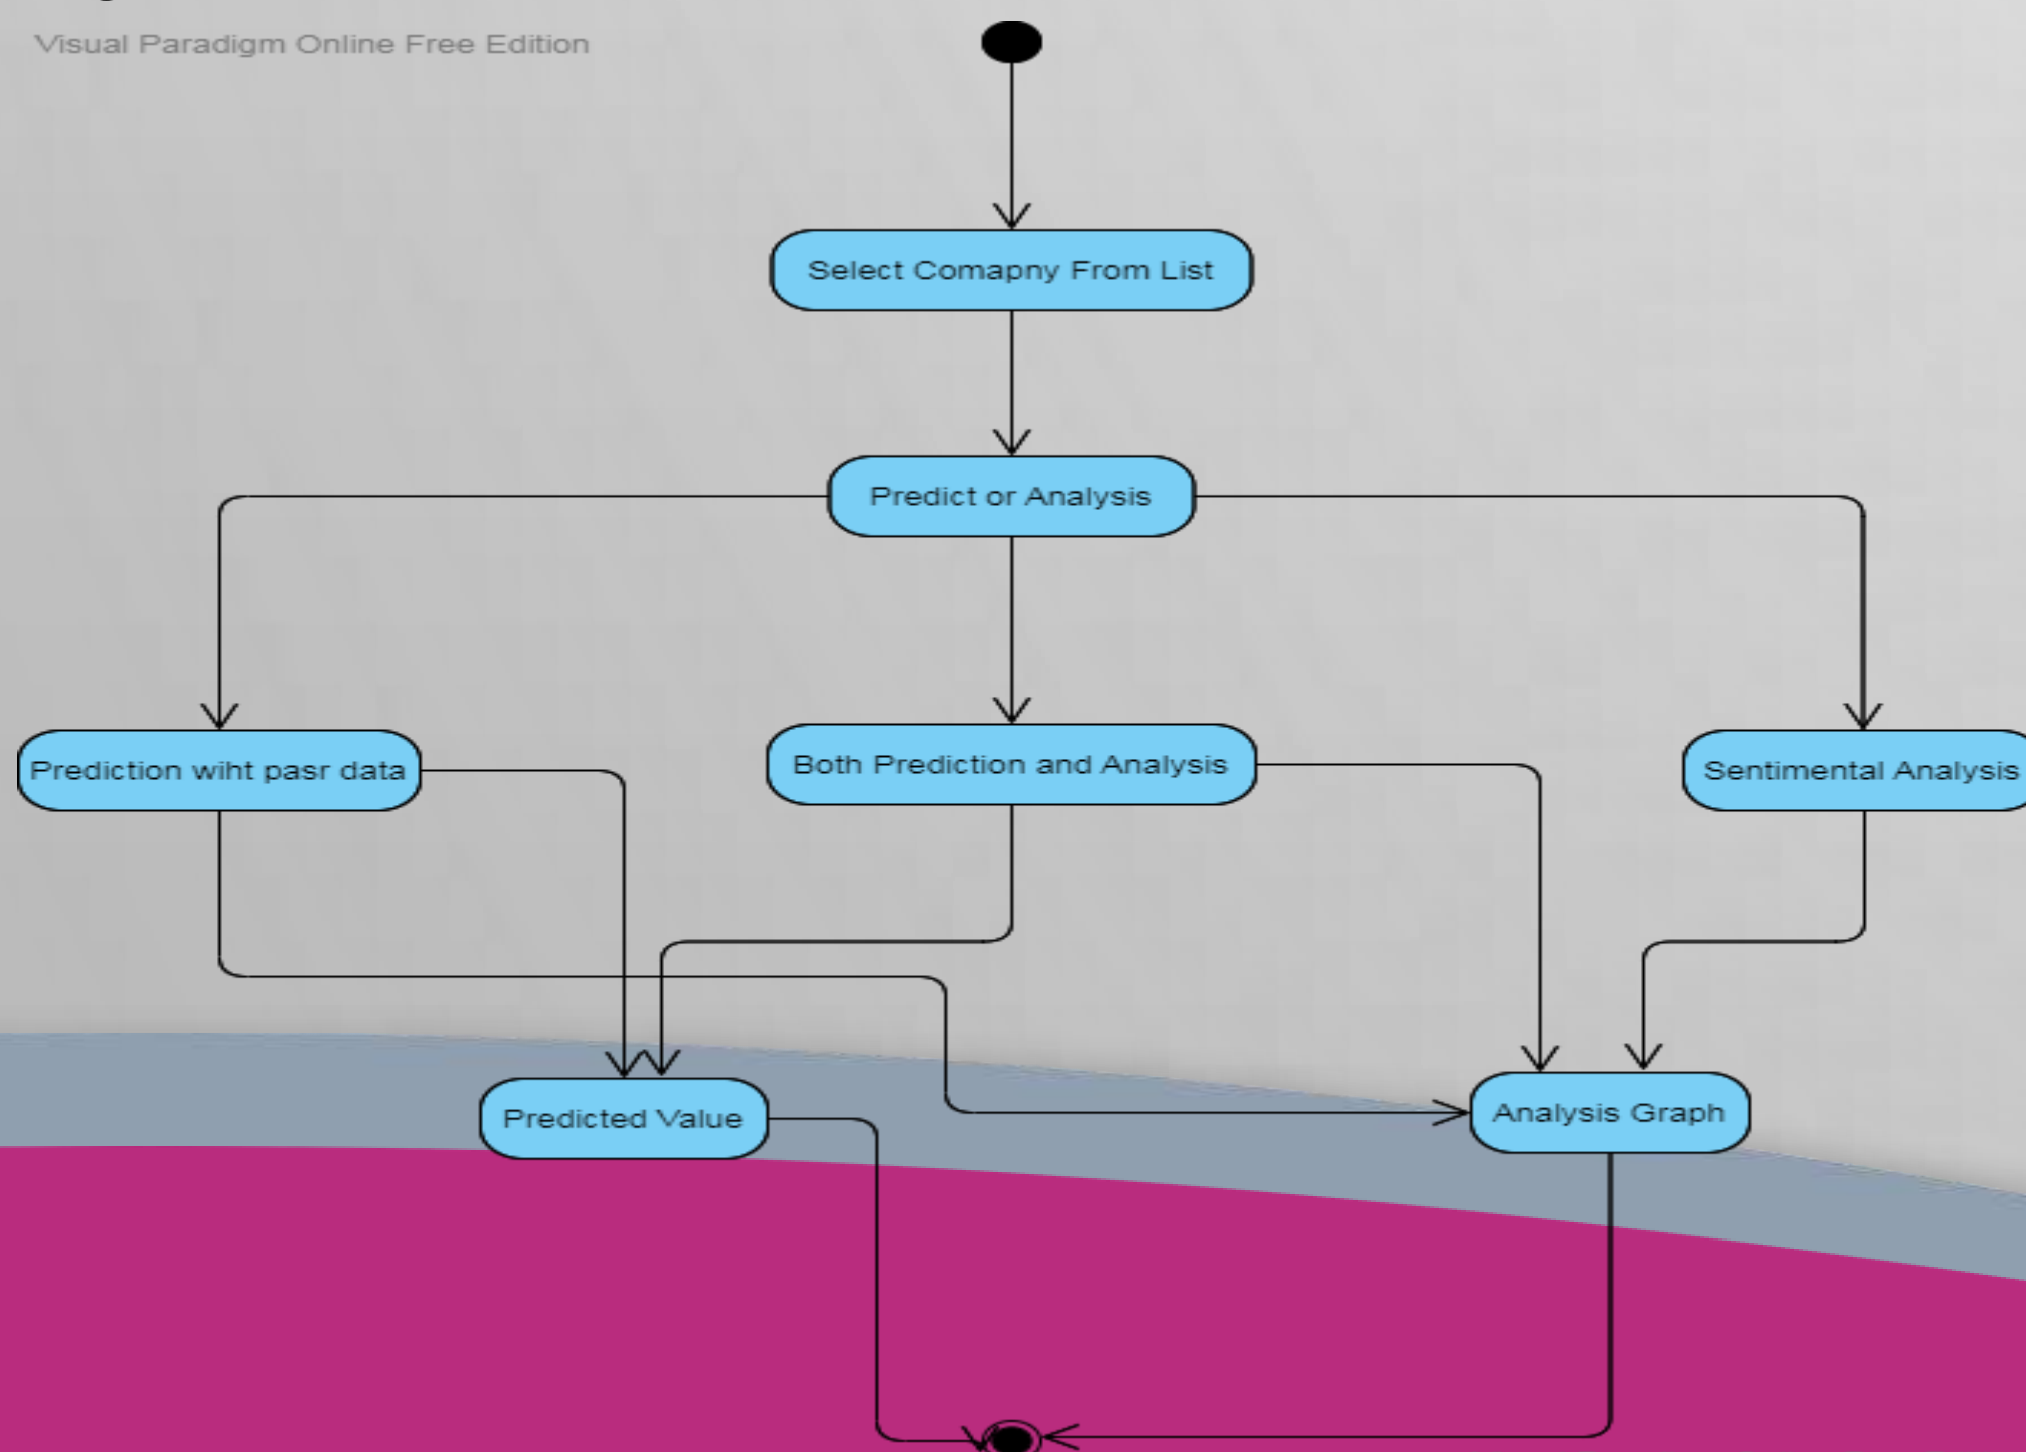 Visual Paradigm Online Free Edition
Select Comapny From List
Predict or Analysis
Prediction wiht pasr data
Both Prediction and Analysis
Sentimental Analysis
Predicted Value
Analysis Graph